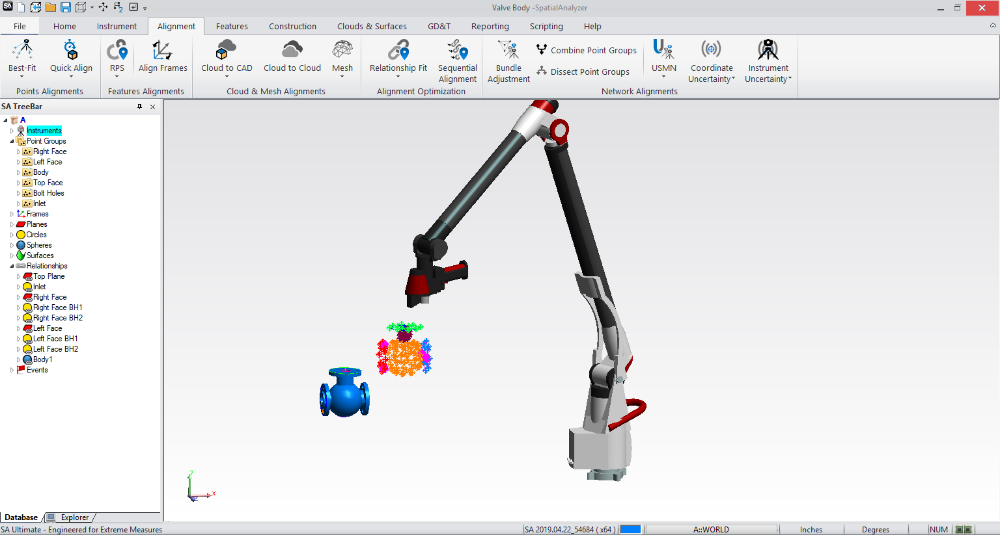 SA
2
Valve Body -SpatialAnalyzer
File Home Instrument Alignment Features Construction Clouds & Surfaces GD&T Reporting Scripting Help
Best-Fit Quick Align RPS Align Frames Cloud to CAD Cloud to Cloud Mesh Relationship Fit Sequential Alignment Bundle Adjustment Combine Point Groups Dissect Point Groups USMN Coordinate Uncertainty Instrument Uncertainty
Points Alignments Features Alignments Cloud & Mesh Alignments Alignment Optimization Network Alignments
SA TreeBar
A
Instruments
Point Groups
Right Face
Left Face
Body
Top Face
Bolt Holes
Inlet
Frames
Planes
Circles
Spheres
Surfaces
Relationships
Top Plane
Inlet
Right Face
Right Face BH1
Right Face BH2
Left Face
Left Face BH1
Left Face BH2
Body1
Events
y
x
z
Database Explorer
SA Ultimate - Engineered for Extreme Measures
SA 2019.04.22_54684 ( x64 ) A::WORLD Inches Degrees NUM